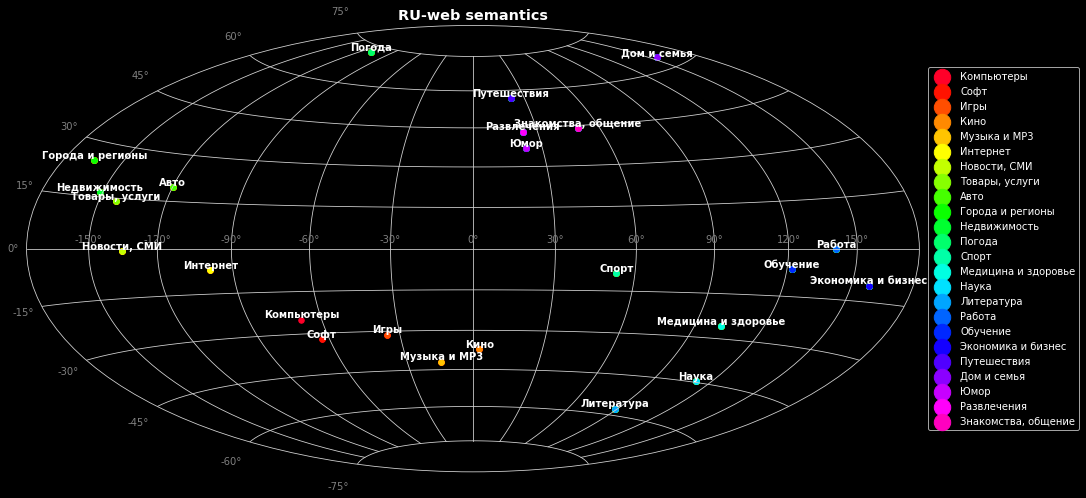 RU-web semantics
75°
60°
45°
30°
15°
0°
-15°
-30°
-45°
-60°
-75°
-150°
-120°
-90°
-60°
-30°
0°
30°
60°
90°
120°
150°
Погода
Дом и семья
Путешествия
Знакомства, общение
Развлечения
Юмор
Города и регионы
Авто
Недвижимость
Товары, услуги
Новости, СМИ
Интернет
Работа
Обучение
Спорт
Экономика и бизнес
Компьютеры
Софт
Игры
Кино
Музыка и MP3
Медицина и здоровье
Наука
Литература
Компьютеры
Софт
Игры
Кино
Музыка и MP3
Интернет
Новости, СМИ
Товары, услуги
Авто
Города и регионы
Недвижимость
Погода
Спорт
Медицина и здоровье
Наука
Литература
Работа
Обучение
Экономика и бизнес
Путешествия
Дом и семья
Юмор
Развлечения
Знакомства, общение